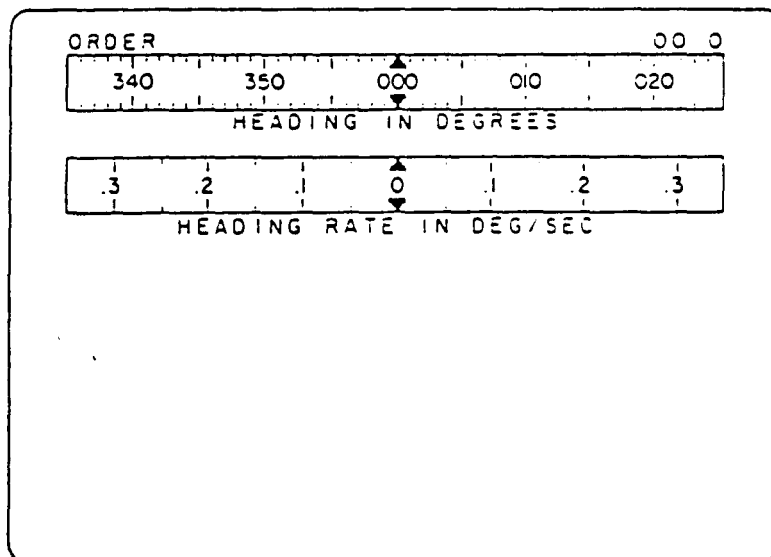 ORDER 00 0
340 350 000 010 020
HEADING IN DEGREES
.3 .2 .1 0 .1 .2 .3
HEADING RATE IN DEG/SEC